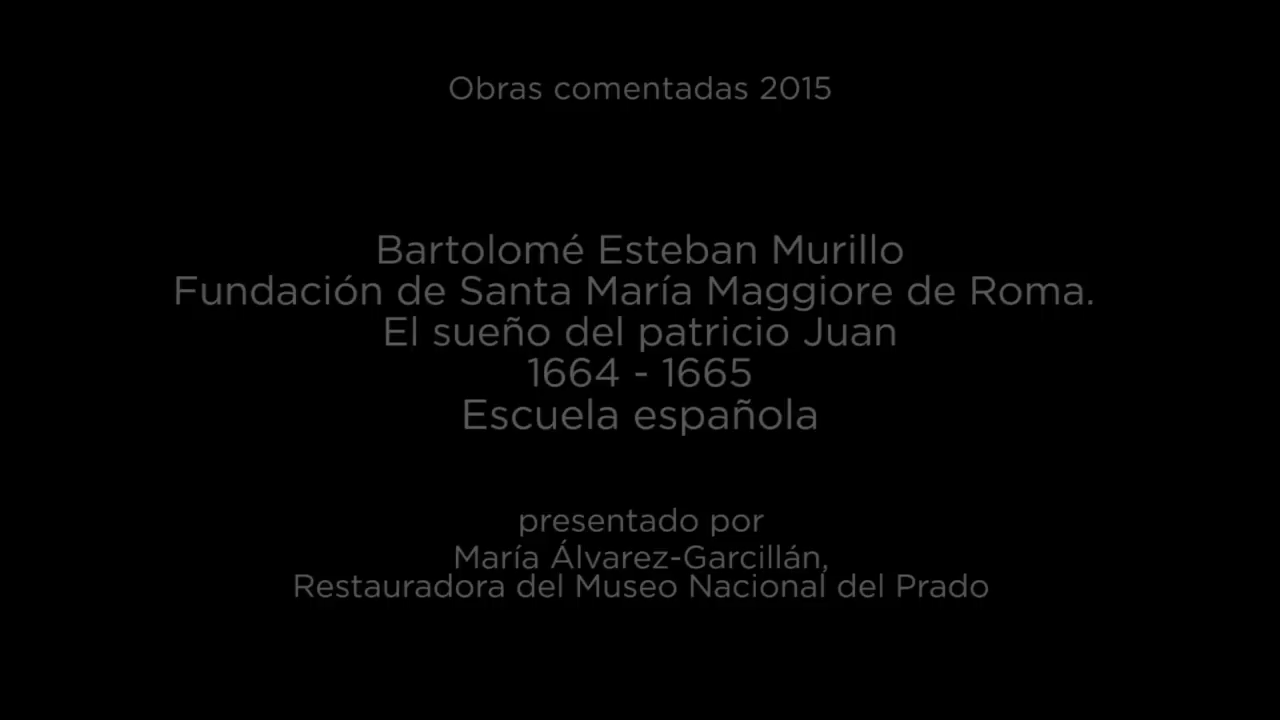 Obras comentadas 2015
Bartolomé Esteban Murillo
Fundación de Santa María Maggiore de Roma.
El sueño del patricio Juan
1664 - 1665
Escuela española
presentado por
María Álvarez-Garcillán,
Restauradora del Museo Nacional del Prado